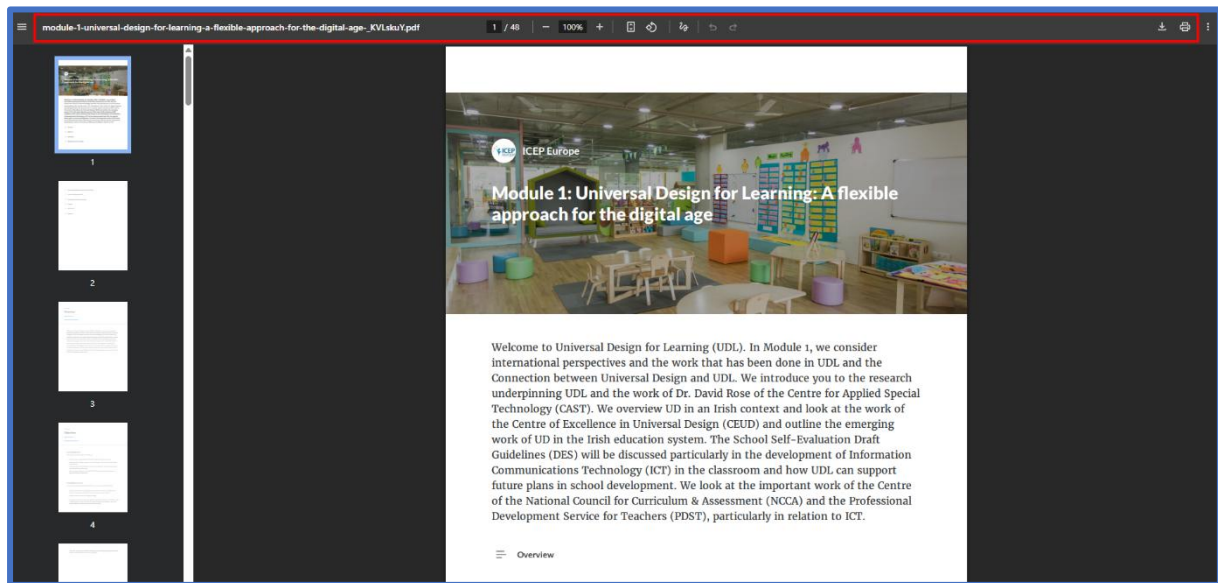 module-1-universal-design-for-learning-a-flexible-approach-for-the-digital-age-_KVLskuY.pdf
1 / 48
100%
1
2
3
4
ICEP
ICEP Europe
Module 1: Universal Design for Learning: A flexible
approach for the digital age
Welcome to Universal Design for Learning (UDL). In Module 1, we consider
international perspectives and the work that has been done in UDL and the
Connection between Universal Design and UDL. We introduce you to the research
underpinning UDL and the work of Dr. David Rose of the Centre for Applied Special
Technology (CAST). We overview UD in an Irish context and look at the work of
the Centre of Excellence in Universal Design (CEUD) and outline the emerging
work of UD in the Irish education system. The School Self-Evaluation Draft
Guidelines (DES) will be discussed particularly in the development of Information
Communications Technology (ICT) in the classroom and how UDL can support
future plans in school development. We look at the important work of the Centre
of the National Council for Curriculum & Assessment (NCCA) and the Professional
Development Service for Teachers (PDST), particularly in relation to ICT.
Overview